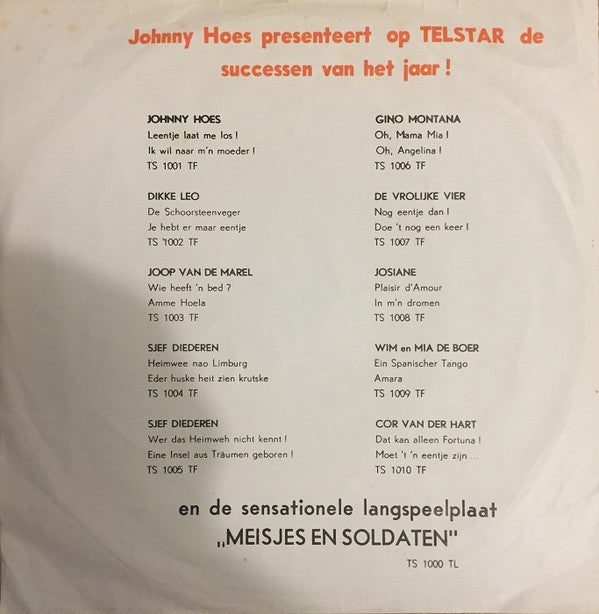 Johnny Hoes presenteert op TELSTAR de
successen van het jaar !
JOHNNY HOES
Leentje laat me los !
Ik wil naar m'n moeder !
TS 1001 TF
DIKKE LEO
De Schoorsteenveger
Je hebt er maar eentje
TS 1002 TF
JOOP VAN DE MAREL
Wie heeft 'n bed ?
Amme Hoela
TS 1003 TF
SJEF DIEDEREN
Heimwee nao Limburg
Eder huske heit zien krutske
TS 1004 TF
SJEF DIEDEREN
Wer das Heimweh nicht kennt !
Eine Insel aus Träumen geboren !
TS 1005 TF
GINO MONTANA
Oh, Mama Mia !
Oh, Angelina !
TS 1006 TF
DE VROLIJKE VIER
Nog eentje dan !
Doe 't nog een keer !
TS 1007 TF
JOSIANE
Plaisir d'Amour
In m'n dromen
TS 1008 TF
WIM en MIA DE BOER
Ein Spanischer Tango
Amara
TS 1009 TF
COR VAN DER HART
Dat kan alleen Fortuna !
Moet 't 'n eentje zijn ...
TS 1010 TF
en de sensationele langspeelplaat
„MEISJES EN SOLDATEN"
TS 1000 TL